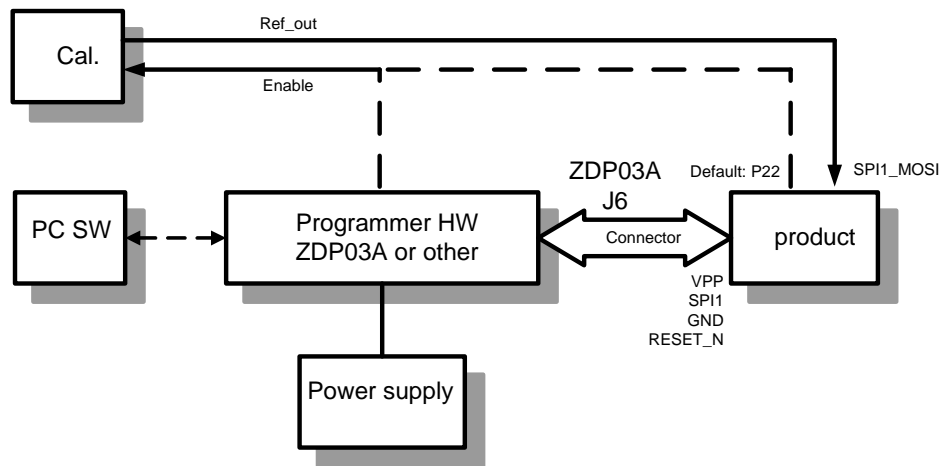 Ref_out
Cal.
Enable
ZDP03A
J6
Default: P22
SPI1_MOSI
PC SW
Programmer HW
ZDP03A or other
Connector
product
VPP
SPI1
GND
RESET_N
Power supply